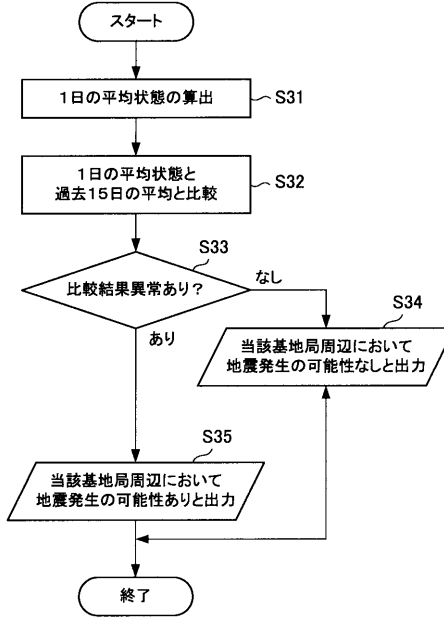 スタート
1日の平均状態の算出
S31
1日の平均状態と
過去15日の平均と比較
S32
S33
比較結果異常あり？
なし
あり
S34
当該基地局周辺において
地震発生の可能性なしと出力
S35
当該基地局周辺において
地震発生の可能性ありと出力
終了